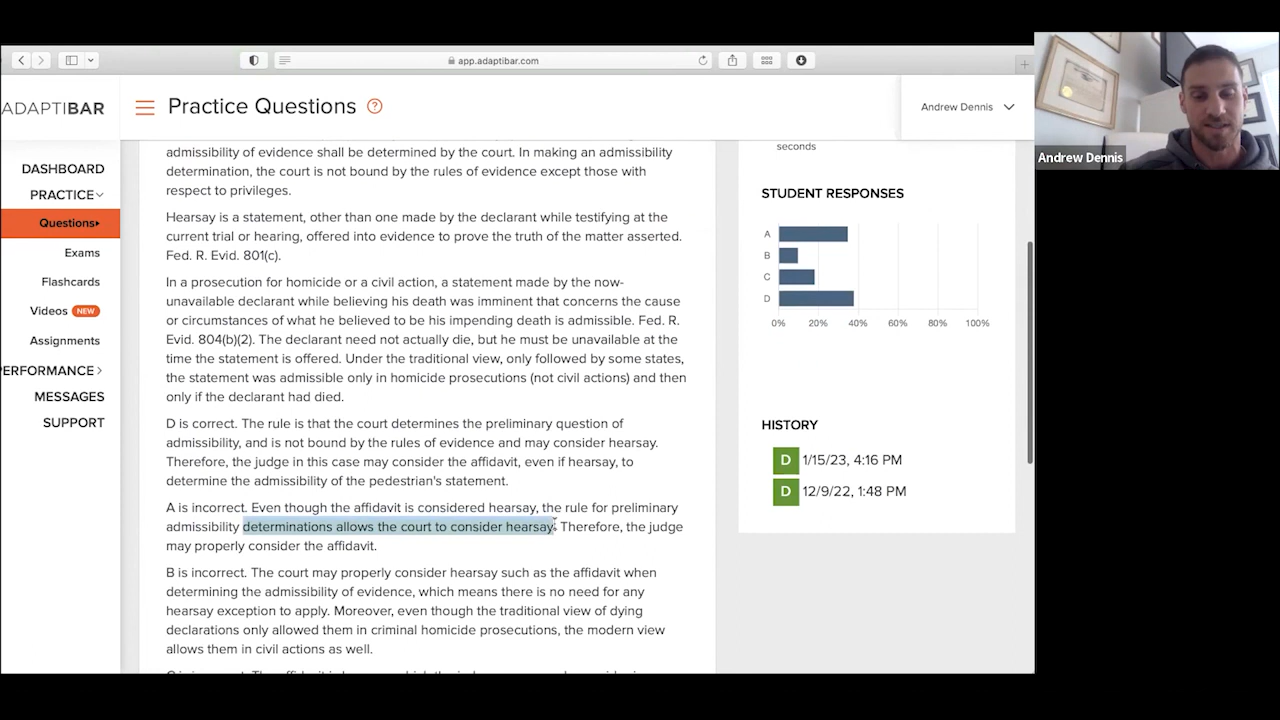 app.adaptibar.com
ADAPTIBAR
Practice Questions ?
Andrew Dennis
Andrew Dennis
DASHBOARD
PRACTICE
Questions
Exams
Flashcards
Videos NEW
Assignments
PERFORMANCE
MESSAGES
SUPPORT
admissibility of evidence shall be determined by the court. In making an admissibility
determination, the court is not bound by the rules of evidence except those with
respect to privileges.
Hearsay is a statement, other than one made by the declarant while testifying at the
current trial or hearing, offered into evidence to prove the truth of the matter asserted.
Fed. R. Evid. 801(c).
In a prosecution for homicide or a civil action, a statement made by the now-
unavailable declarant while believing his death was imminent that concerns the cause
or circumstances of what he believed to be his impending death is admissible. Fed. R.
Evid. 804(b)(2). The declarant need not actually die, but he must be unavailable at the
time the statement is offered. Under the traditional view, only followed by some states,
the statement was admissible only in homicide prosecutions (not civil actions) and then
only if the declarant had died.
D is correct. The rule is that the court determines the preliminary question of
admissibility, and is not bound by the rules of evidence and may consider hearsay.
Therefore, the judge in this case may consider the affidavit, even if hearsay, to
determine the admissibility of the pedestrian's statement.
A is incorrect. Even though the affidavit is considered hearsay, the rule for preliminary
admissibility determinations allows the court to consider hearsay. Therefore, the judge
may properly consider the affidavit.
B is incorrect. The court may properly consider hearsay such as the affidavit when
determining the admissibility of evidence, which means there is no need for any
hearsay exception to apply. Moreover, even though the traditional view of dying
declarations only allowed them in criminal homicide prosecutions, the modern view
allows them in civil actions as well.
seconds
STUDENT RESPONSES
A
B
C
D
0% 20% 40% 60% 80% 100%
HISTORY
D 1/15/23, 4:16 PM
D 12/9/22, 1:48 PM